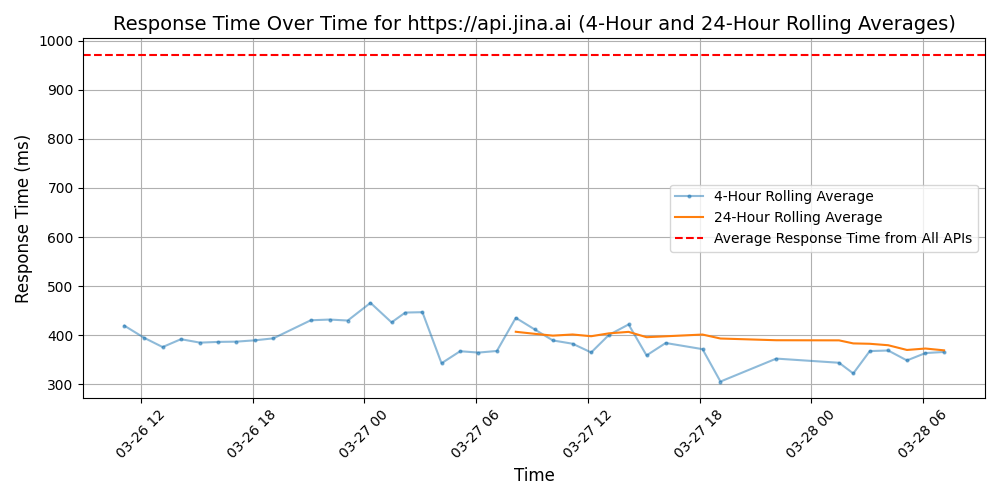 Response Time Over Time for https://api.jina.ai (4-Hour and 24-Hour Rolling Averages)
Response Time (ms)
1000
900
800
700
600
500
400
300
4-Hour Rolling Average
24-Hour Rolling Average
Average Response Time from All APIs
03-26 12
03-26 18
03-27 00
03-27 06
03-27 12
03-27 18
03-28 00
03-28 06
Time